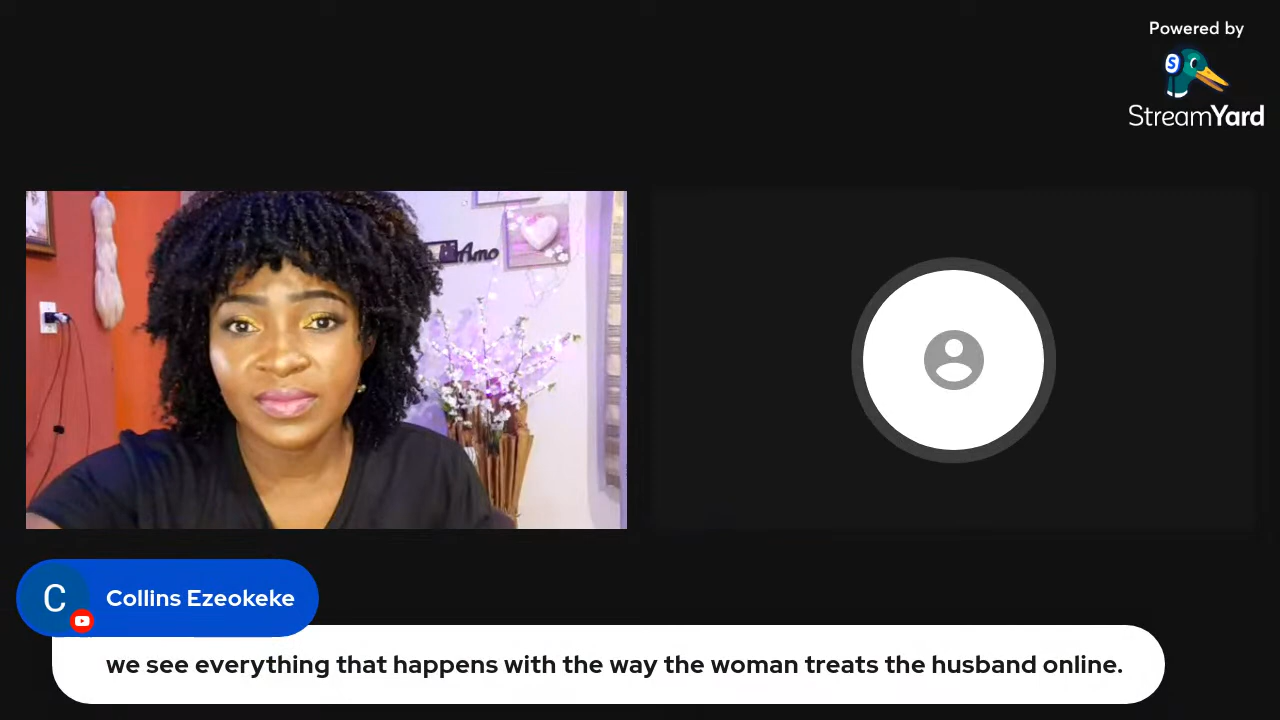 Powered by
S
StreamYard
Amo
C
Collins Ezeokeke
we see everything that happens with the way the woman treats the husband online.